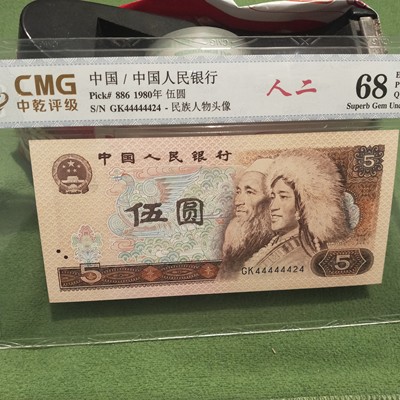 CMG
中乾评级
中国 / 中国人民银行
Pick# 886 1980年 伍圆
S/N GK44444424 - 民族人物头像
人二
68
Superb Gem Unc
中国人民银行
5
伍圆
5
GK44444424
5